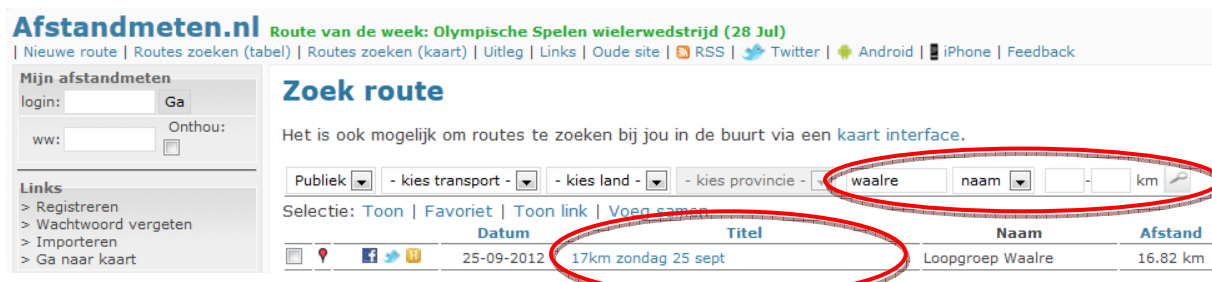 Afstandmeten.nl Route van de week: Olympische Spelen wielerwedstrijd (28 Jul)
| Nieuwe route | Routes zoeken (tabel) | Routes zoeken (kaart) | Uitleg | Links | Oude site | RSS | Twitter | Android | iPhone | Feedback
Mijn afstandmeten
login: Ga
ww: Onthou:
Links
> Registreren
> Wachtwoord vergeten
> Importeren
> Ga naar kaart
Zoek route
Het is ook mogelijk om routes te zoeken bij jou in de buurt via een kaart interface.
Publiek - kies transport - - kies land - - kies provincie - waalre naam - km
Selectie: Toon | Favoriet | Toon link | Voeg samen
Datum Titel Naam Afstand
25-09-2012 17km zondag 25 sept Loopgroep Waalre 16.82 km